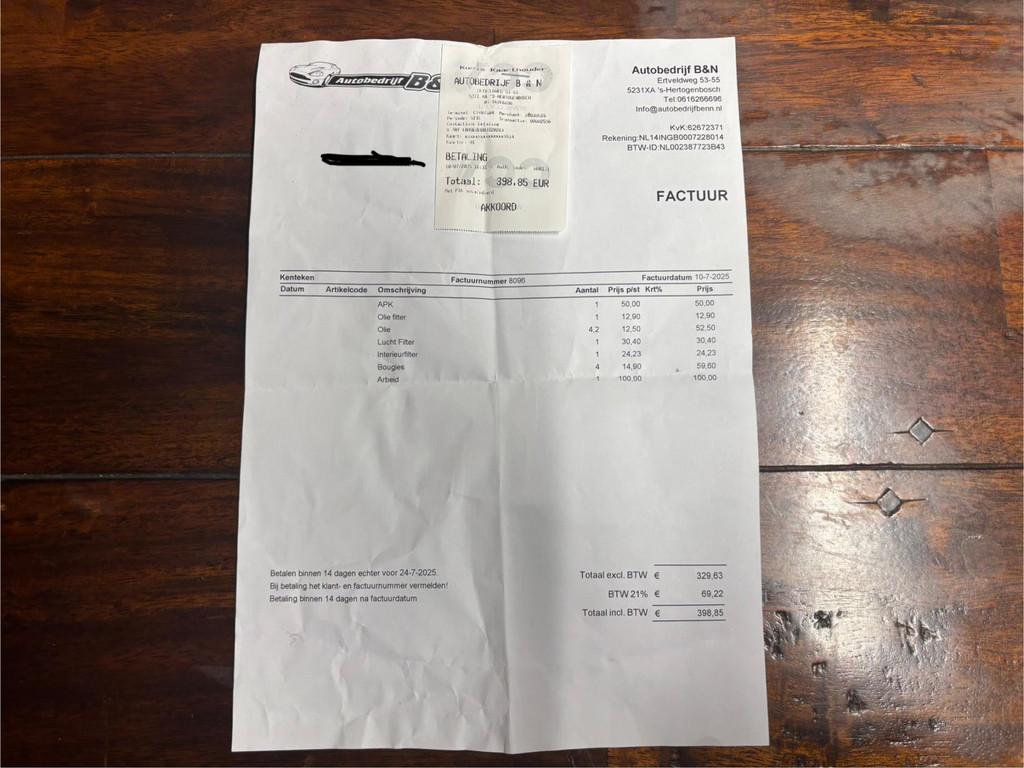 Autobedrijf B&
Autobedrijf B&N
Ertveldweg 53-55
5231XA 's-Hertogenbosch
Tel:0616266696
Info@autobedrijfbenn.nl
KvK:62672371
Rekening:NL14INGB0007228014
BTW-ID:NL002387723B43
FACTUUR
Kaarthouder
AUTOBEDRIJF B & N
'S-HERTOGENBOSCH
Terminal:
Periode:
Transactie:
BETALING
Totaal: 398,85 EUR
AKKOORD
Kenteken Factuurnummer 8096 Factuurdatum 10-7-2025
Datum Artikelcode Omschrijving Aantal Prijs p/st Krt% Prijs
APK 1 50,00 50,00
Olie filter 1 12,90 12,90
Olie 4,2 12,50 52,50
Lucht Filter 1 30,40 30,40
Interieurfilter 1 24,23 24,23
Bougies 4 14,90 59,60
Arbeid 1 100,00 100,00
Betalen binnen 14 dagen echter voor 24-7-2025.
Bij betaling het klant- en factuurnummer vermelden!
Betaling binnen 14 dagen na factuurdatum
Totaal excl. BTW € 329,63
BTW 21% € 69,22
Totaal incl. BTW € 398,85